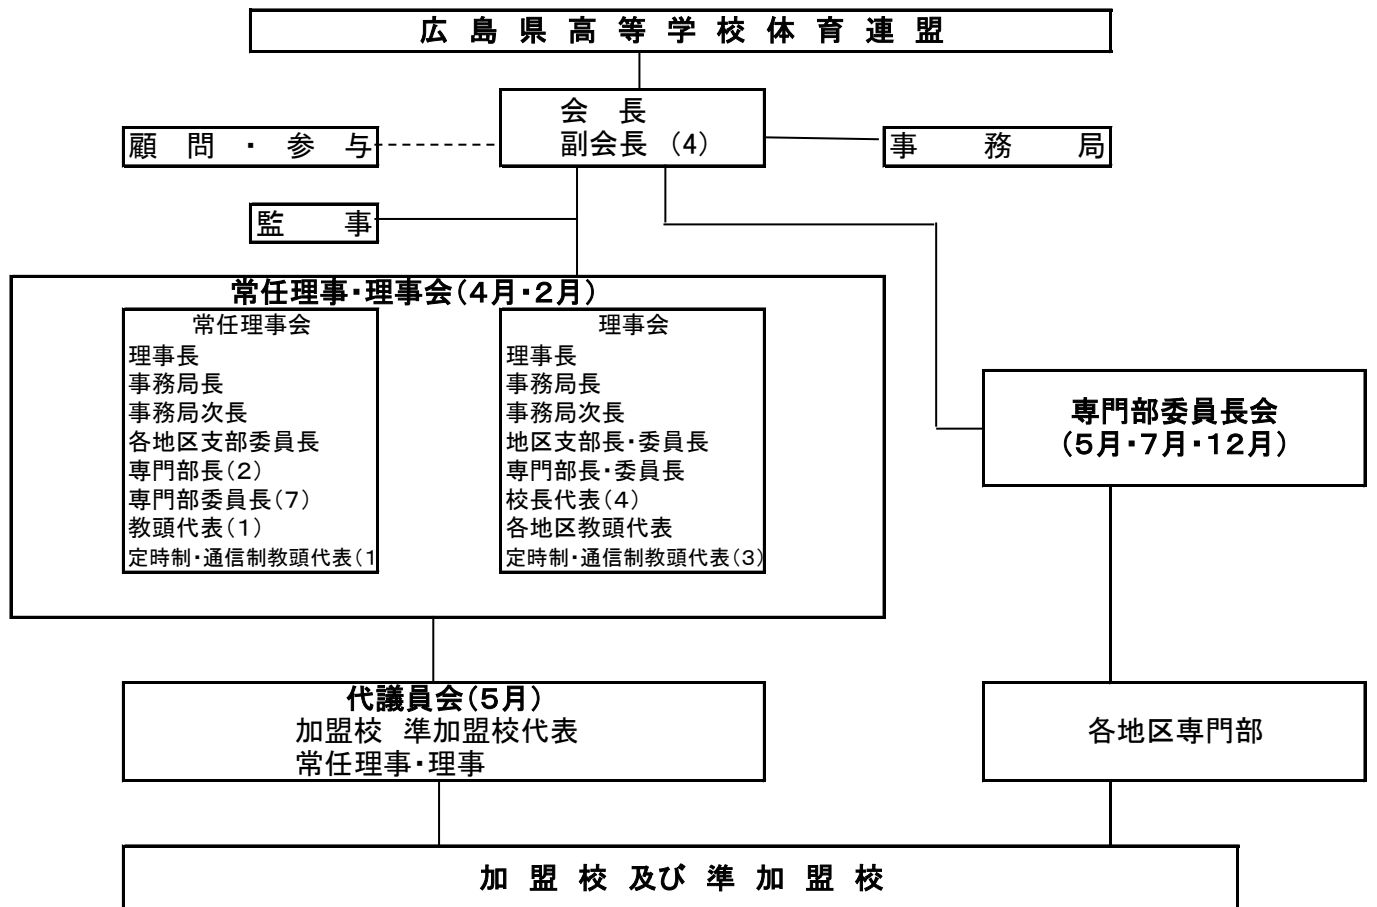 広島県高等学校体育連盟
会長
副会長（4）
顧問・参与
事務局
監事
常任理事・理事会（４月・２月）
常任理事会
理事長
事務局長
事務局次長
各地区支部委員長
専門部長（２）
専門部委員長（７）
教頭代表（１）
定時制・通信制教頭代表（１
理事会
理事長
事務局長
事務局次長
地区支部長・委員長
専門部長・委員長
校長代表（４）
各地区教頭代表
定時制・通信制教頭代表（３）
専門部委員長会
（５月・７月・１２月）
代議員会（５月）
加盟校　準加盟校代表
常任理事・理事
各地区専門部
加盟校及び準加盟校